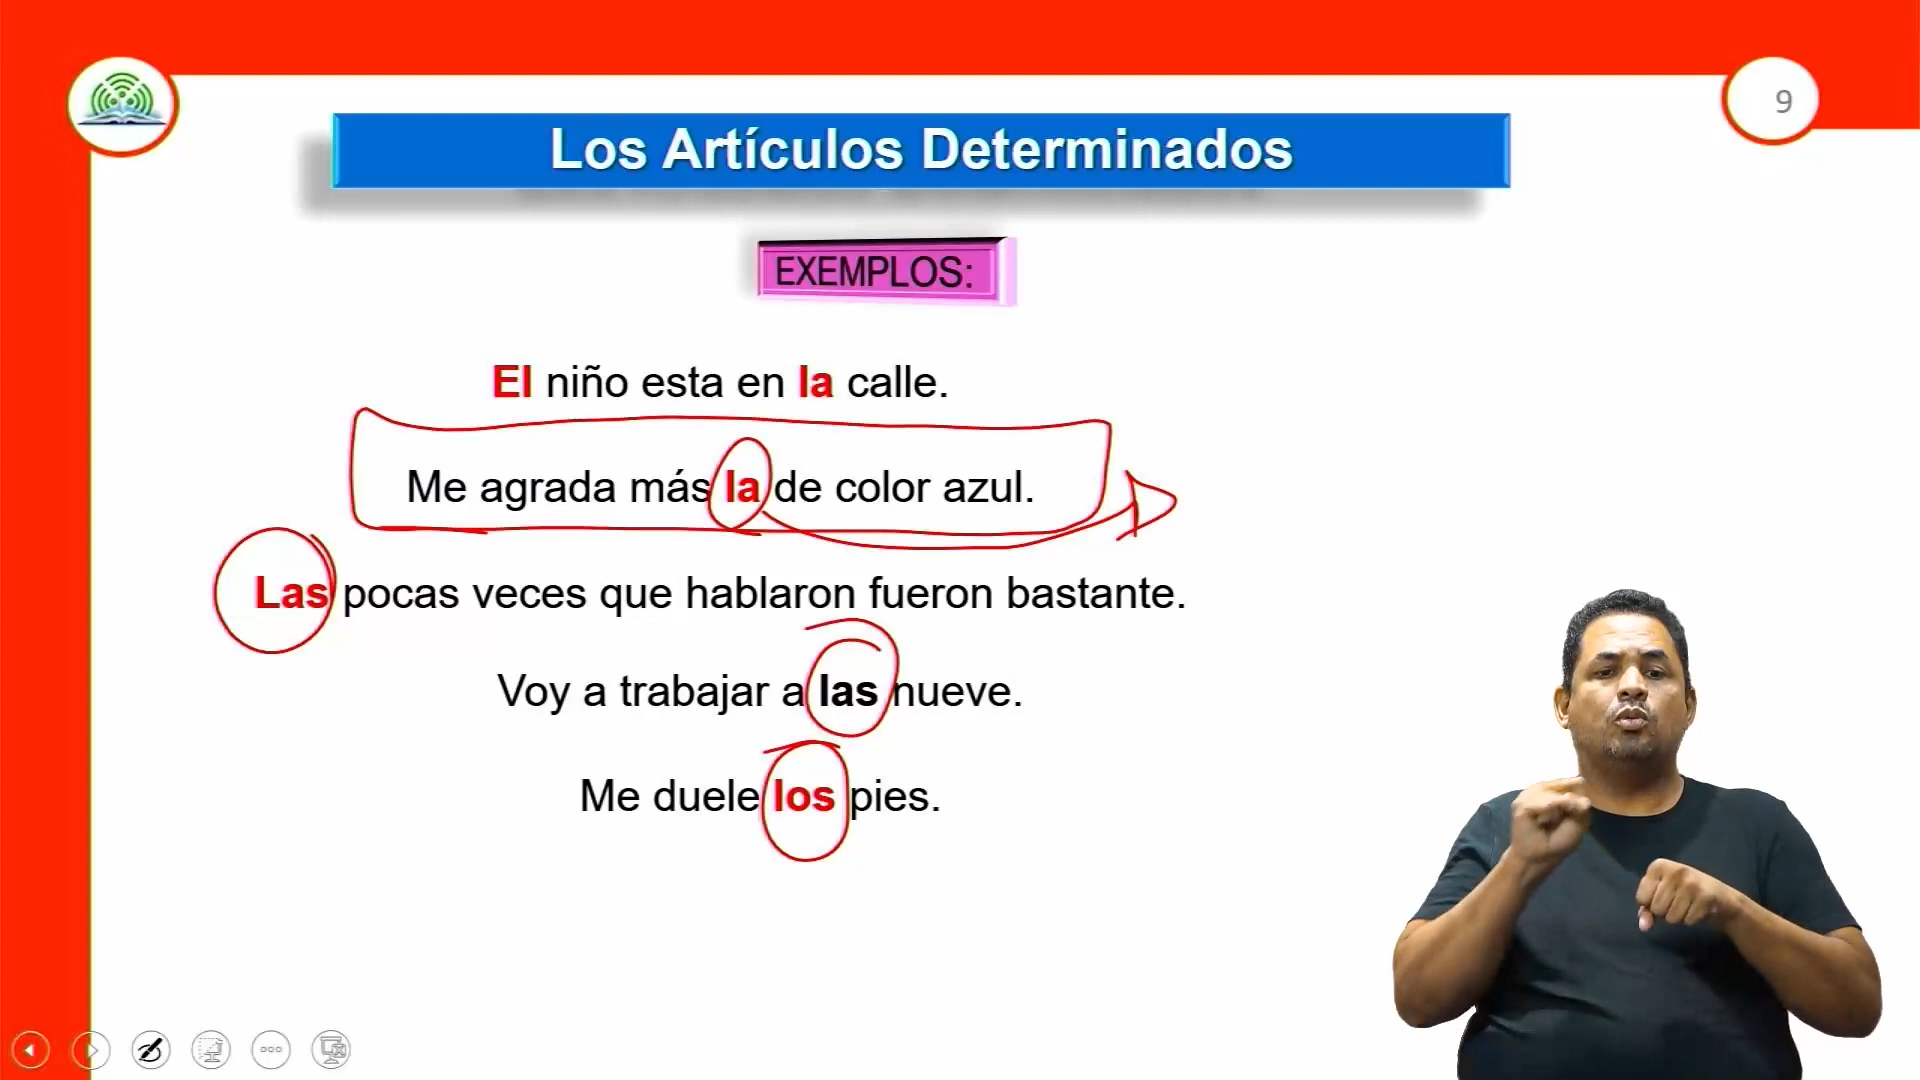 9
Los Artículos Determinados
EXEMPLOS:
El niño esta en la calle.
Me agrada más la de color azul.
Las pocas veces que hablaron fueron bastante.
Voy a trabajar a las nueve.
Me duele los pies.